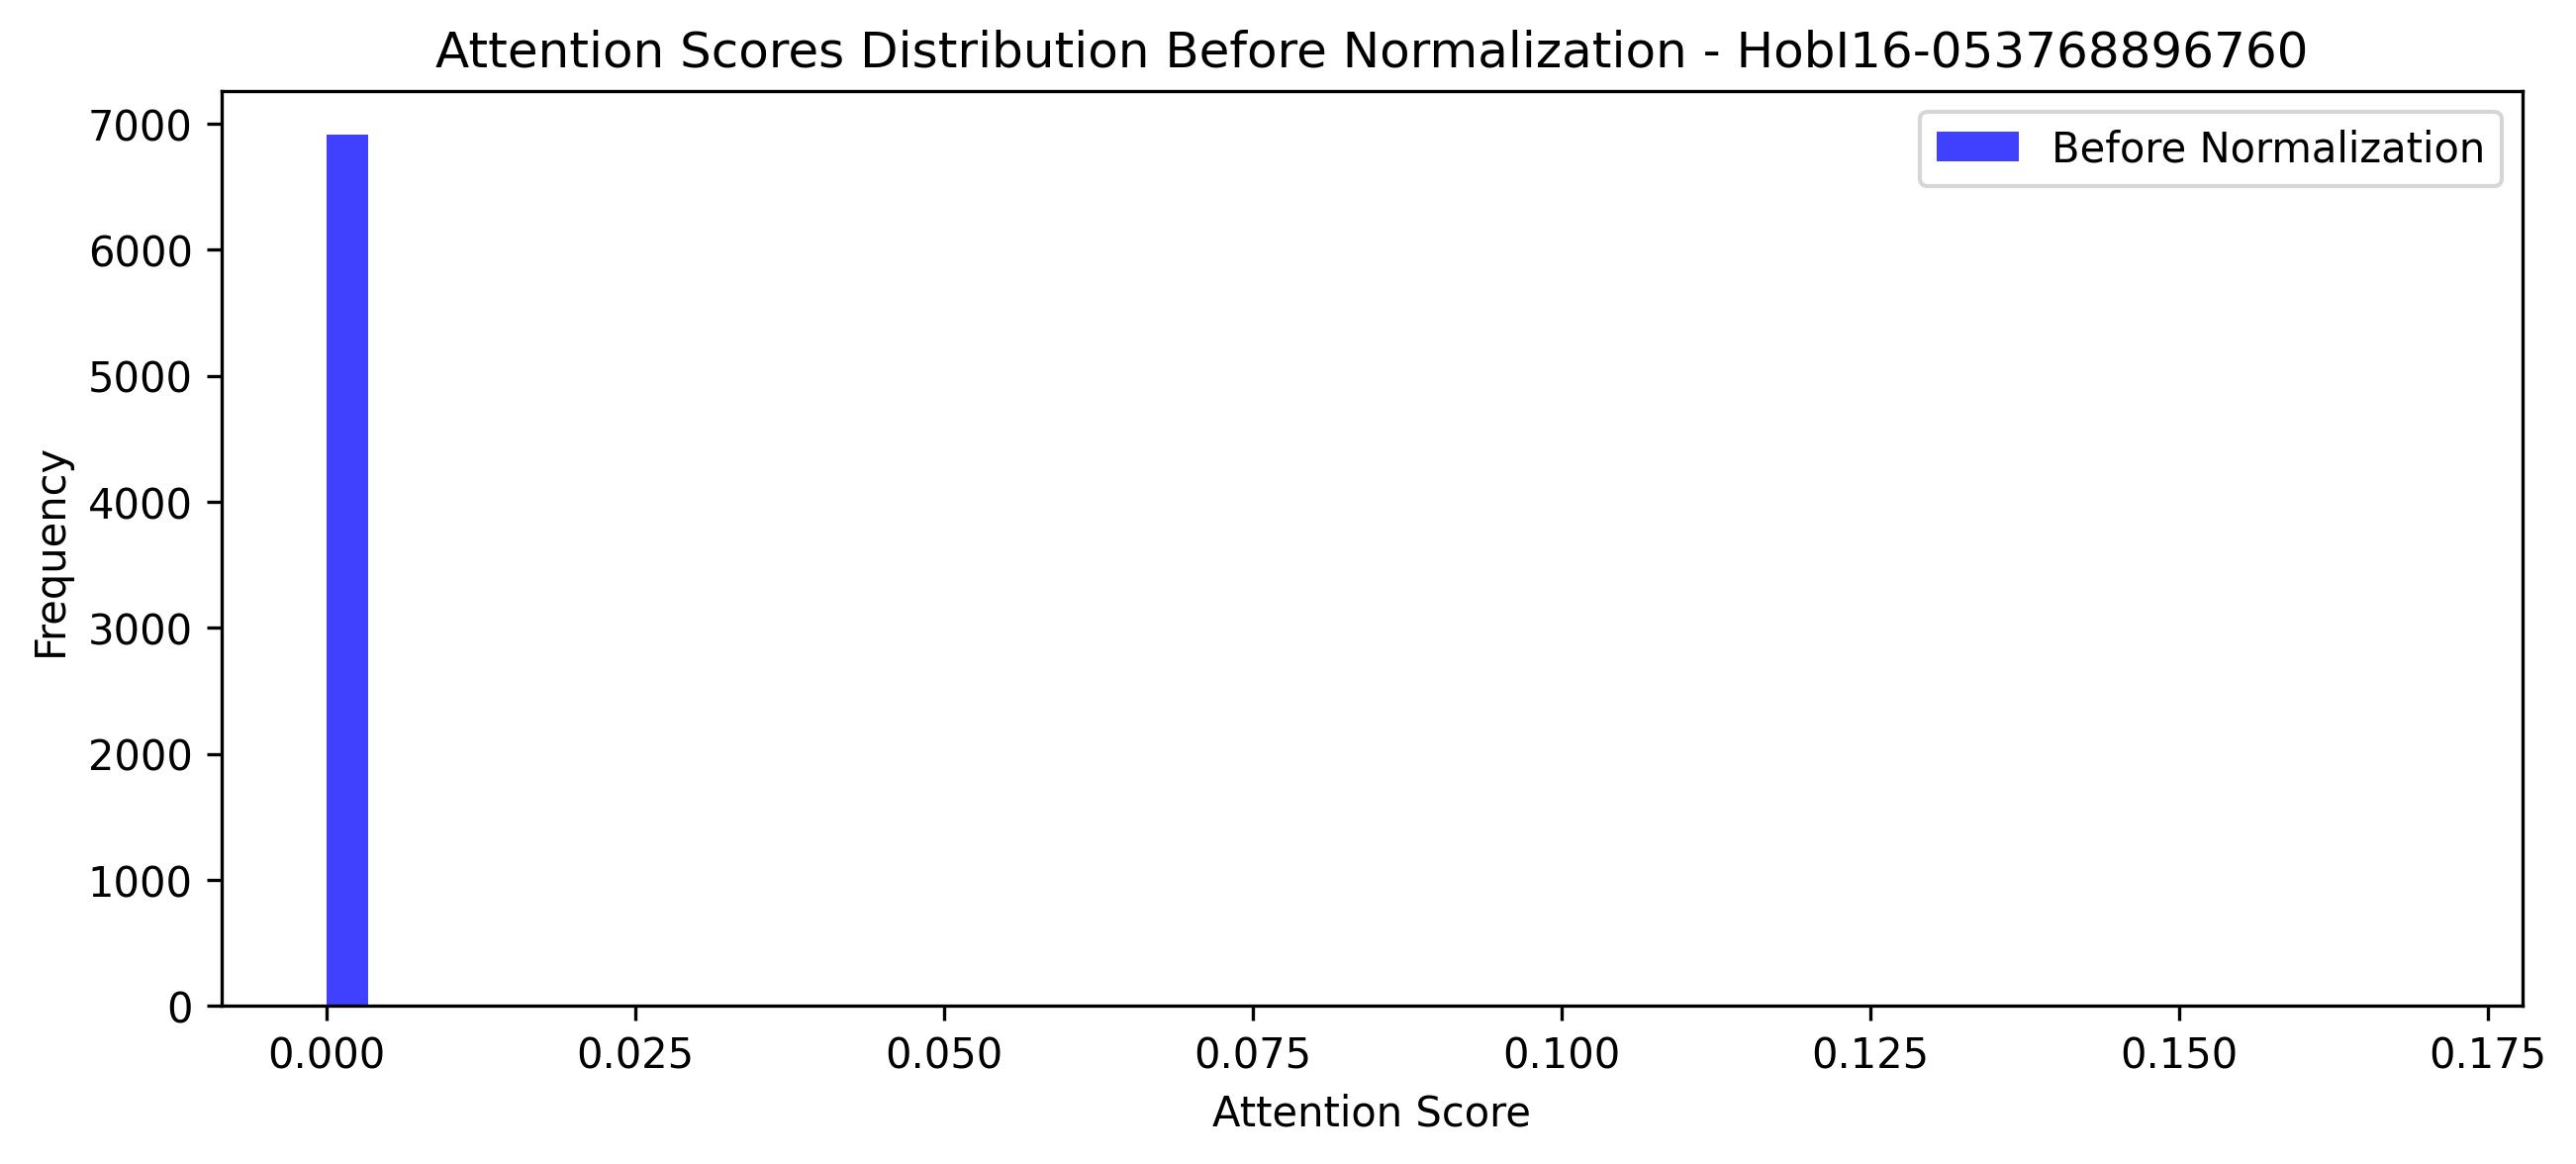 Attention Scores Distribution Before Normalization - HobI16-053768896760
Before Normalization
Frequency
7000
6000
5000
4000
3000
2000
1000
0
0.000 0.025 0.050 0.075 0.100 0.125 0.150 0.175
Attention Score